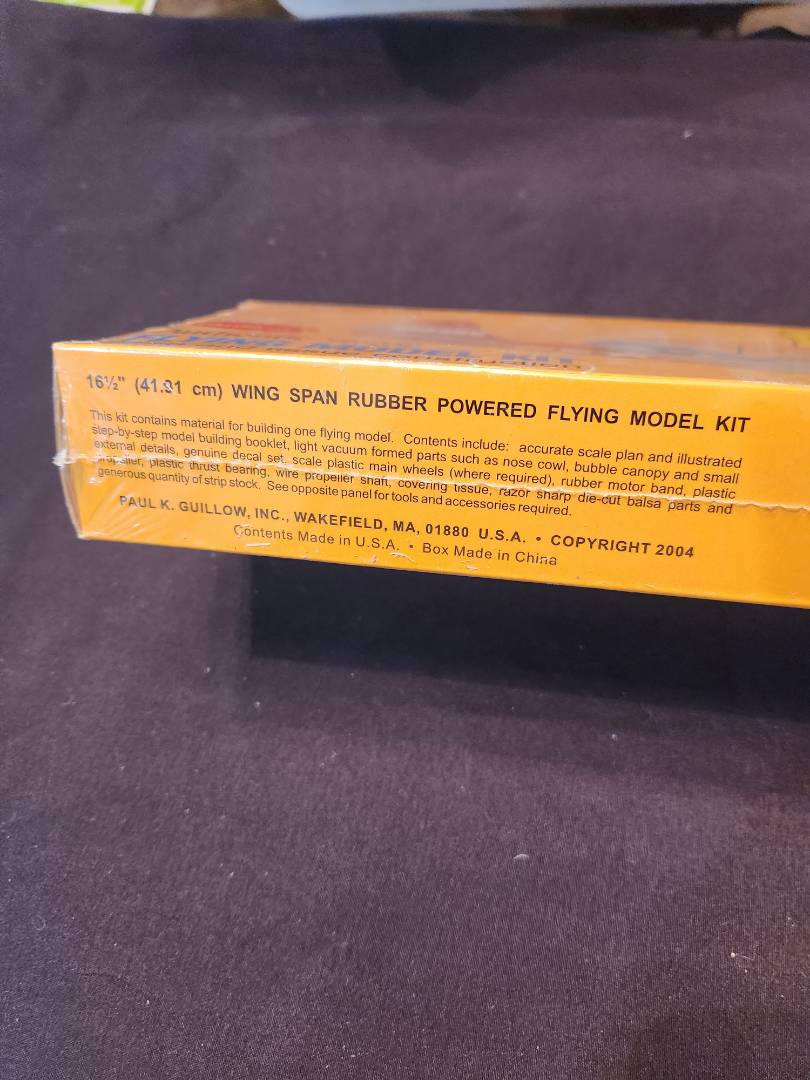 FLYING MODEL KIT
construction
16½" (41.91 cm) WING SPAN RUBBER POWERED FLYING MODEL KIT
This kit contains material for building one flying model. Contents include: accurate scale plan and illustrated
step-by-step model building booklet, light vacuum formed parts such as nose cowl, bubble canopy and small
external details, genuine decal set, scale plastic main wheels (where required), rubber motor band, plastic
propeller, plastic thrust bearing, wire propeller shaft, covering tissue, razor sharp die-cut balsa parts and
generous quantity of strip stock. See opposite panel for tools and accessories required.
PAUL K. GUILLOW, INC., WAKEFIELD, MA, 01880 U.S.A. • COPYRIGHT 2004
Contents Made in U.S.A. • Box Made in China